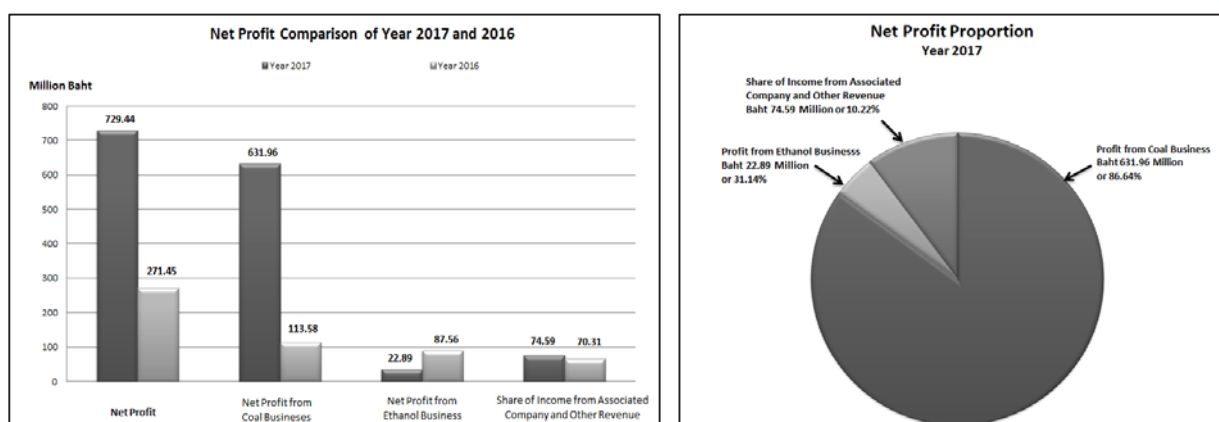 Net Profit Comparison of Year 2017 and 2016
Year 2017 Year 2016
Million Baht
800
700
600
500
400
300
200
100
0
729.44
271.45
631.96
113.58
22.89
87.56
74.59
70.31
Net Profit
Net Profit from
Coal Busineses
Net Profit from
Ethanol Business
Share of Income from Associated
Company and Other Revenue
Net Profit Proportion
Year 2017
Share of Income from Associated
Company and Other Revenue
Baht 74.59 Million or 10.22%
Profit from Ethanol Businesss
Baht 22.89 Million
or 31.14%
Profit from Coal Business
Baht 631.96 Million
or 86.64%